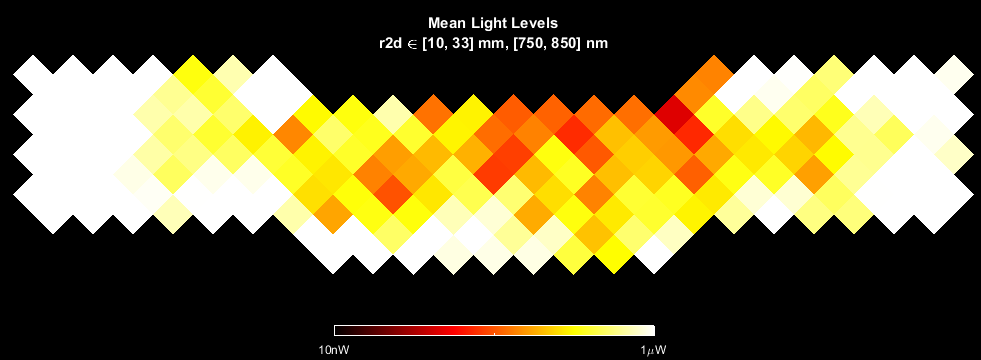 Mean Light Levels
r2d ∈ [10, 33] mm, [750, 850] nm
10nW
1μW